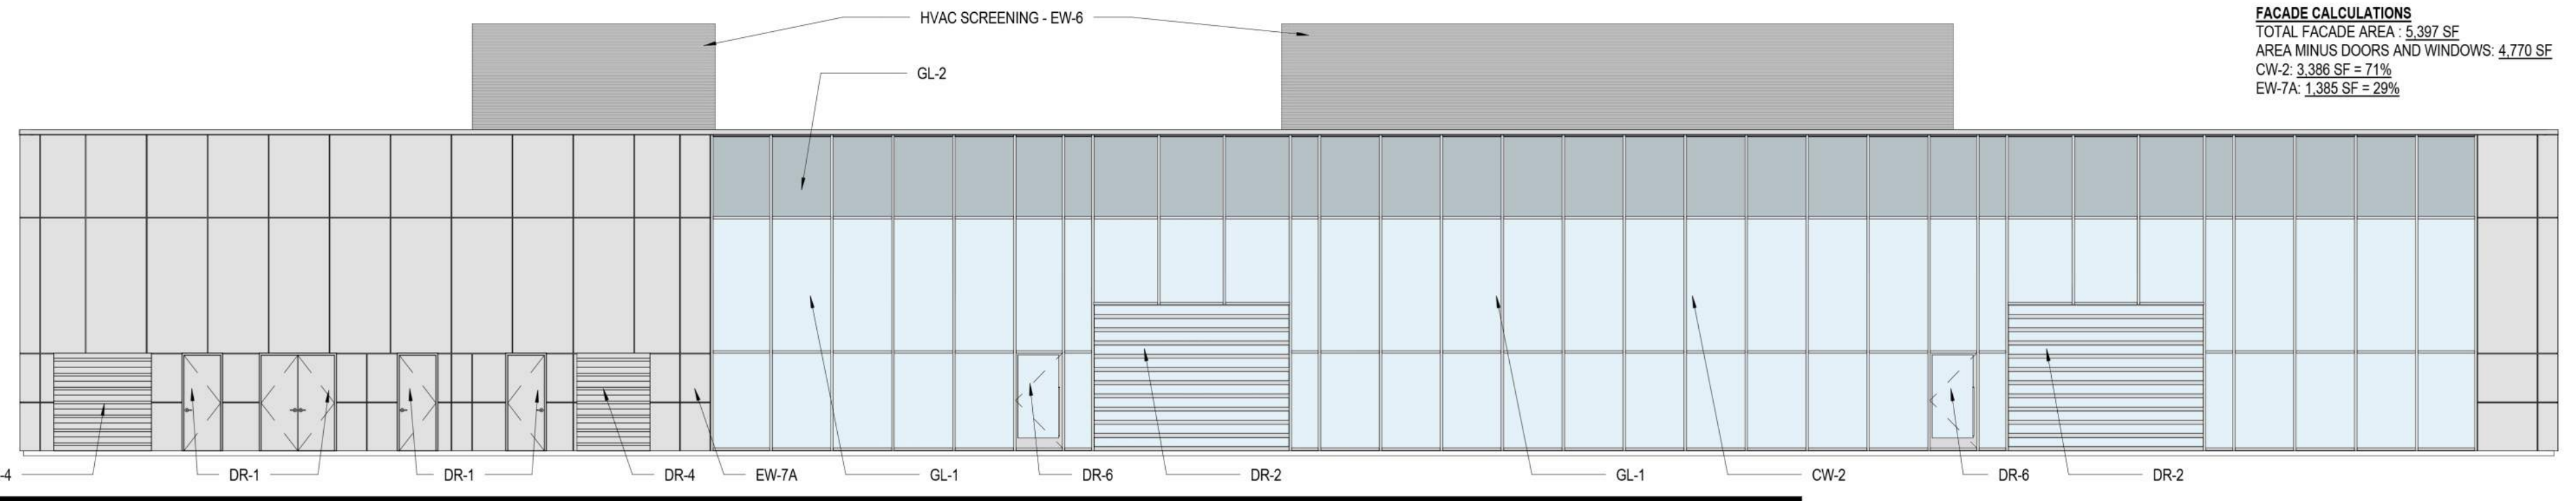 HVAC SCREENING - EW-6
GL-2
FACADE CALCULATIONS
TOTAL FACADE AREA : 5,397 SF
AREA MINUS DOORS AND WINDOWS: 4,770 SF
CW-2: 3,386 SF = 71%
EW-7A: 1,385 SF = 29%
-4
DR-1
DR-1
DR-4
EW-7A
GL-1
DR-6
DR-2
GL-1
CW-2
DR-6
DR-2